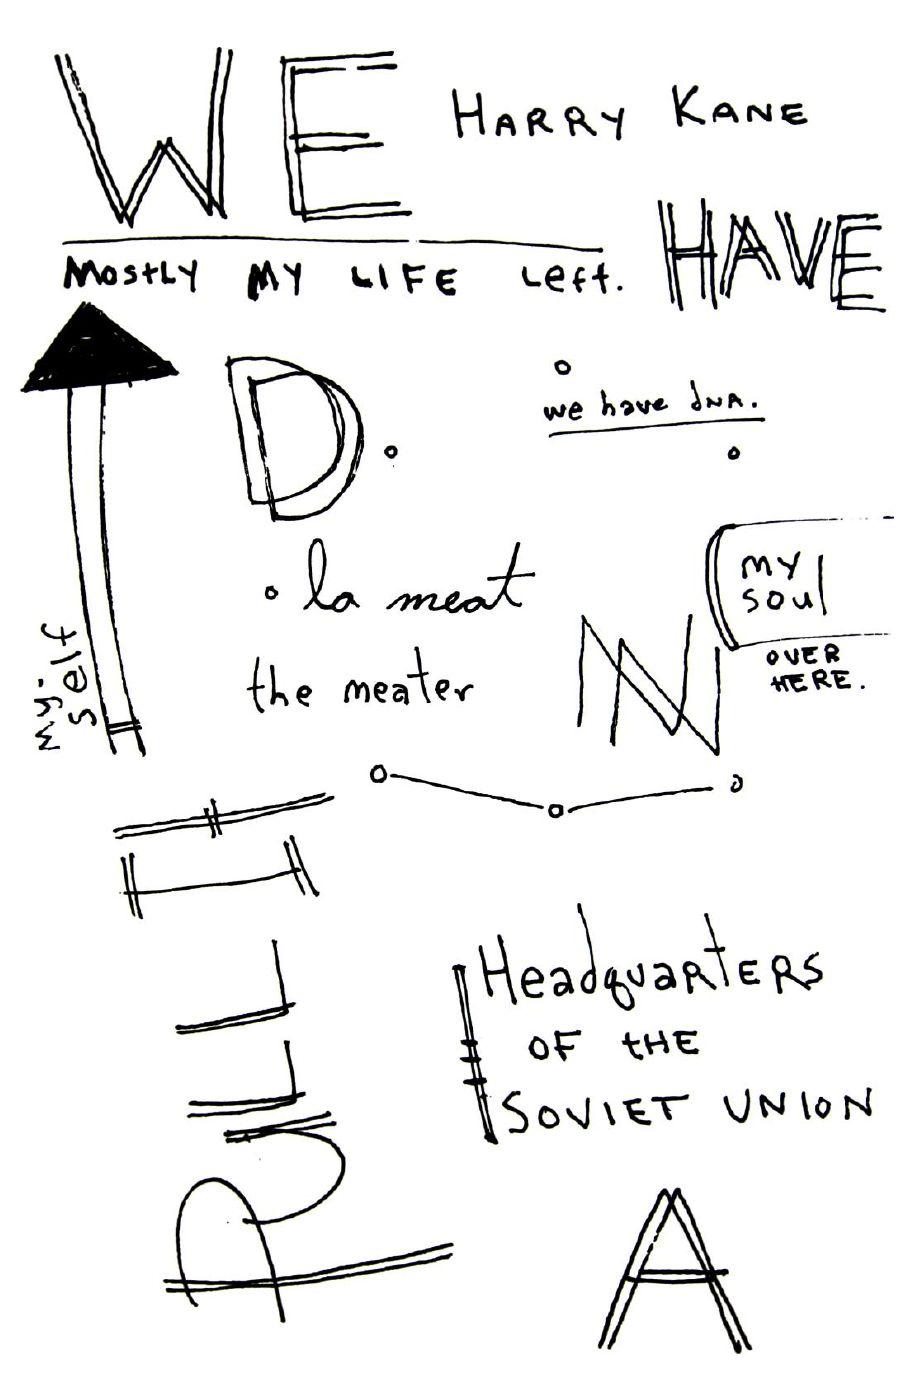 WE
HARRY KANE
HAVE
MostLY MY LIFE Left.
D.
we have dNA.
my-
self
la meat
the meater
N
MY
soul
OVER
HERE.
PULL It
HeadquartERS
OF tHE
SOVIET UNION
A